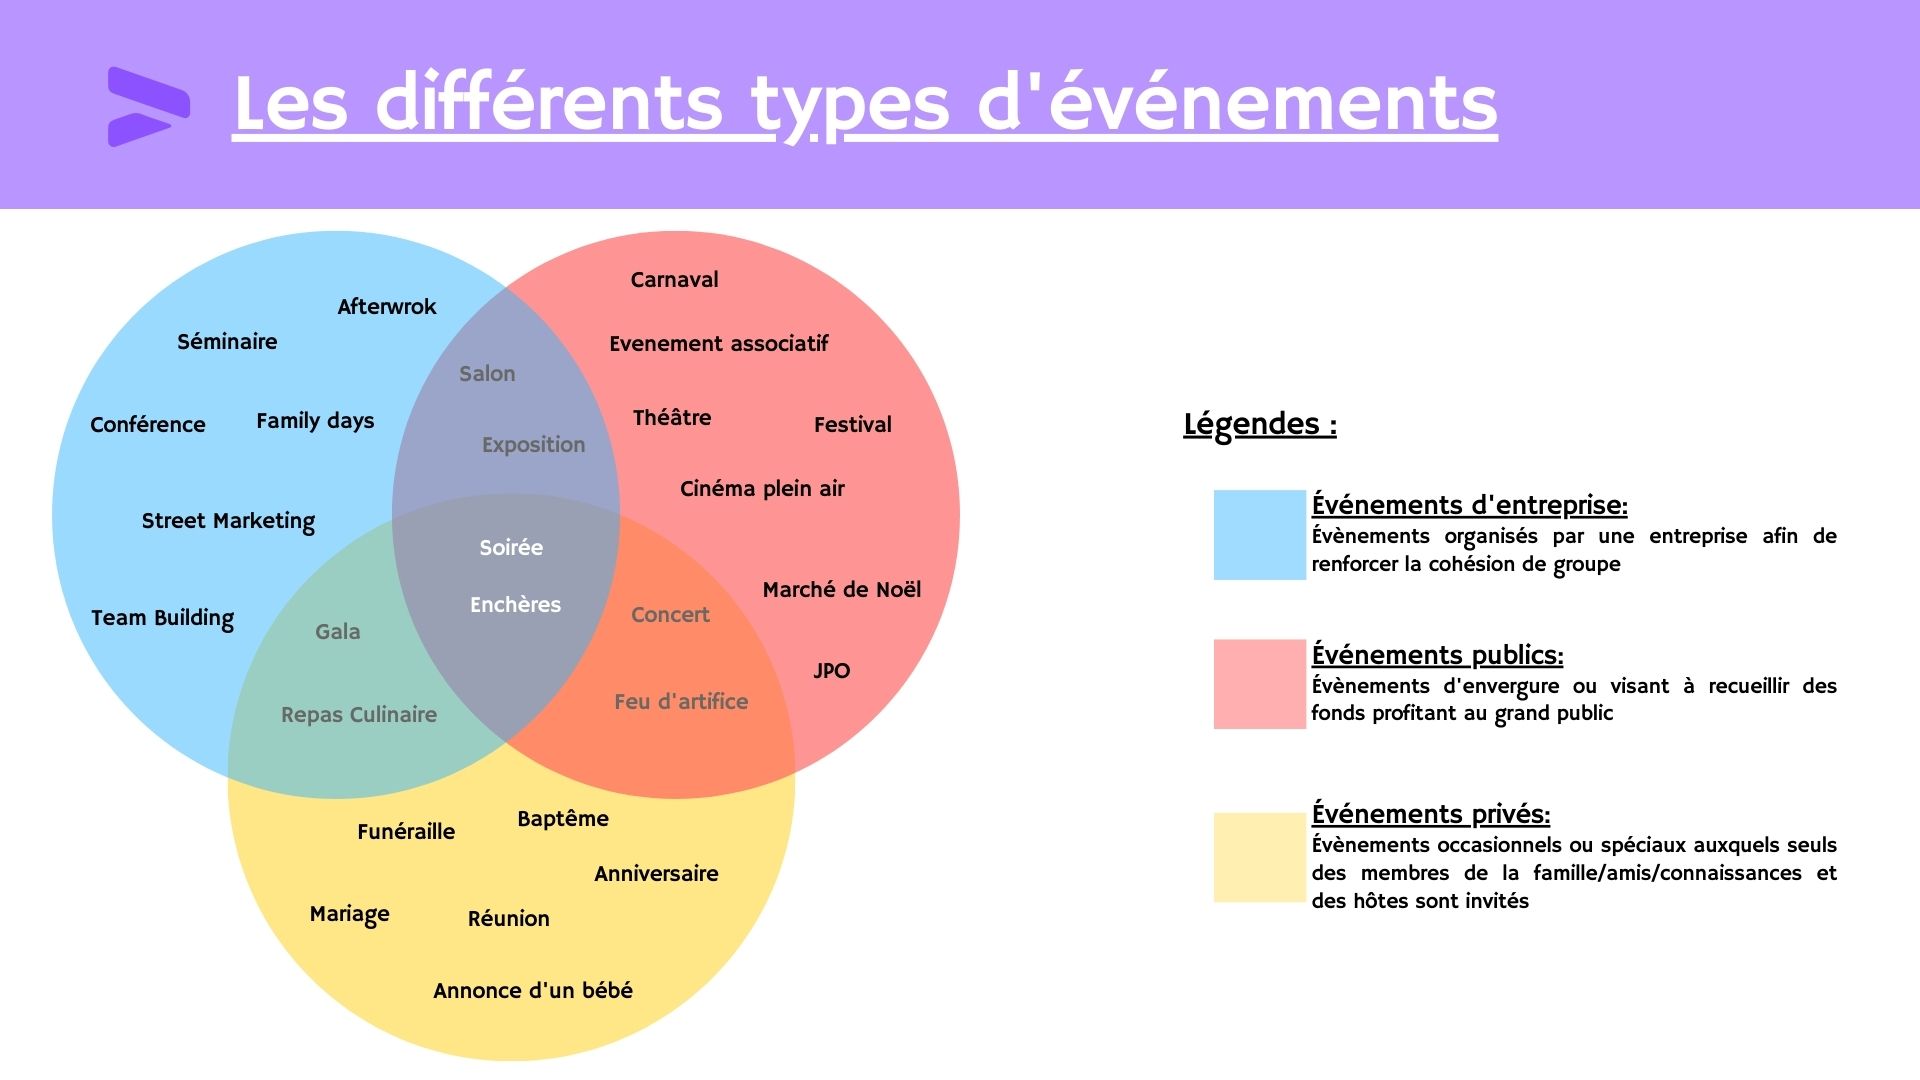 Les différents types d'événements
Afterwrok
Séminaire
Conférence
Family days
Street Marketing
Team Building
Salon
Exposition
Carnaval
Evenement associatif
Théâtre
Festival
Cinéma plein air
Marché de Noël
JPO
Soirée
Enchères
Gala
Repas Culinaire
Concert
Feu d'artifice
Funéraille
Baptême
Anniversaire
Mariage
Réunion
Annonce d'un bébé
Légendes :
Événements d'entreprise:
Évènements organisés par une entreprise afin de
renforcer la cohésion de groupe
Événements publics:
Évènements d'envergure ou visant à recueillir des
fonds profitant au grand public
Événements privés:
Évènements occasionnels ou spéciaux auxquels seuls
des membres de la famille/amis/connaissances et
des hôtes sont invités